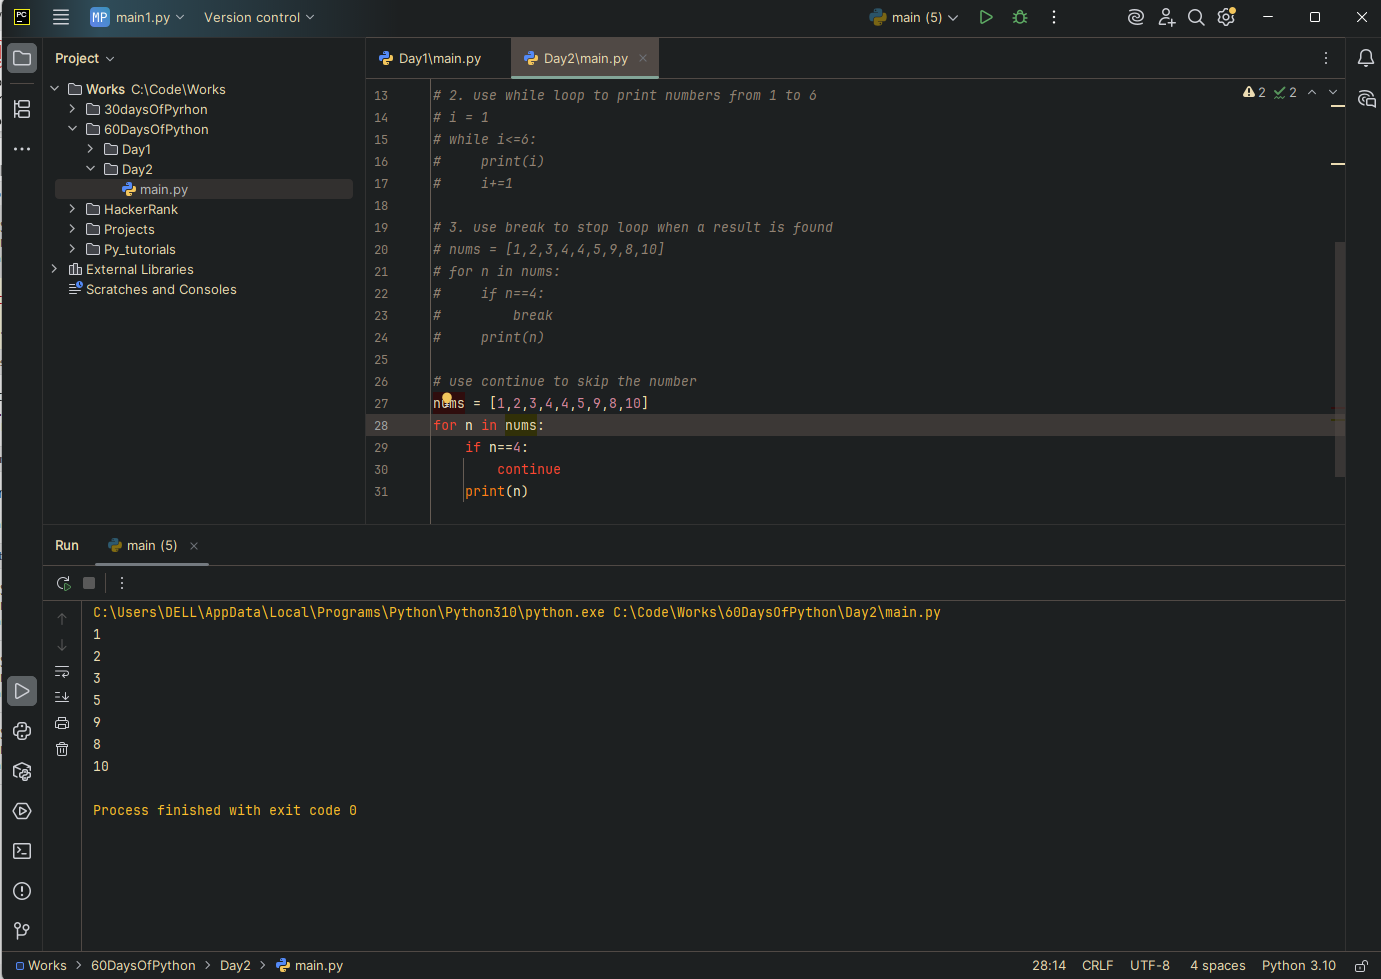 PC
MP main1.py
Version control
main (5)
Project
Works C:\Code\Works
30daysOfPyrhon
60DaysOfPython
Day1
Day2
main.py
HackerRank
Projects
Py_tutorials
External Libraries
Scratches and Consoles
Day1\main.py
Day2\main.py
2 2
13 # 2. use while loop to print numbers from 1 to 6
14 # i = 1
15 # while i<=6:
16 #     print(i)
17 #     i+=1
18
19 # 3. use break to stop loop when a result is found
20 # nums = [1,2,3,4,4,5,9,8,10]
21 # for n in nums:
22 #     if n==4:
23 #         break
24 #     print(n)
25
26 # use continue to skip the number
27 nums = [1,2,3,4,4,5,9,8,10]
28 for n in nums:
29     if n==4:
30         continue
31     print(n)
Run
main (5)
C:\Users\DELL\AppData\Local\Programs\Python\Python310\python.exe C:\Code\Works\60DaysOfPython\Day2\main.py
1
2
3
5
9
8
10
Process finished with exit code 0
Works > 60DaysOfPython > Day2 > main.py
28:14 CRLF UTF-8 4 spaces Python 3.10